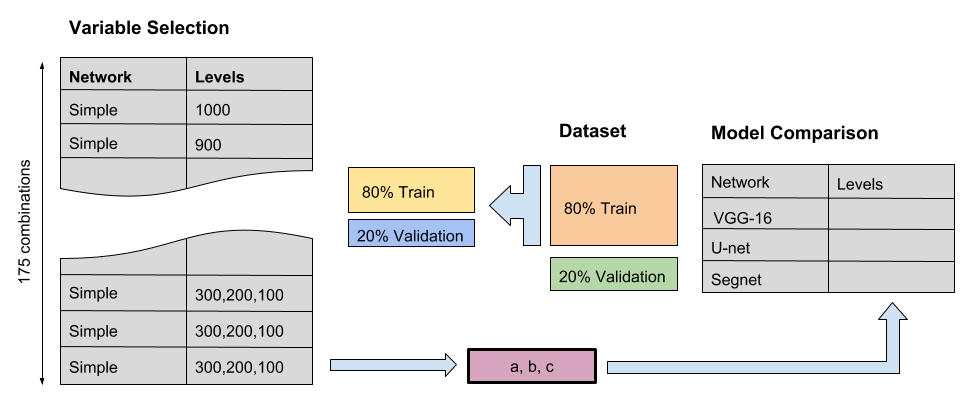 Variable Selection
Network Levels
Simple 1000
Simple 900
175 combinations
Simple 300,200,100
Simple 300,200,100
Simple 300,200,100
80% Train
20% Validation
Dataset
80% Train
20% Validation
Model Comparison
Network Levels
VGG-16
U-net
Segnet
a, b, c